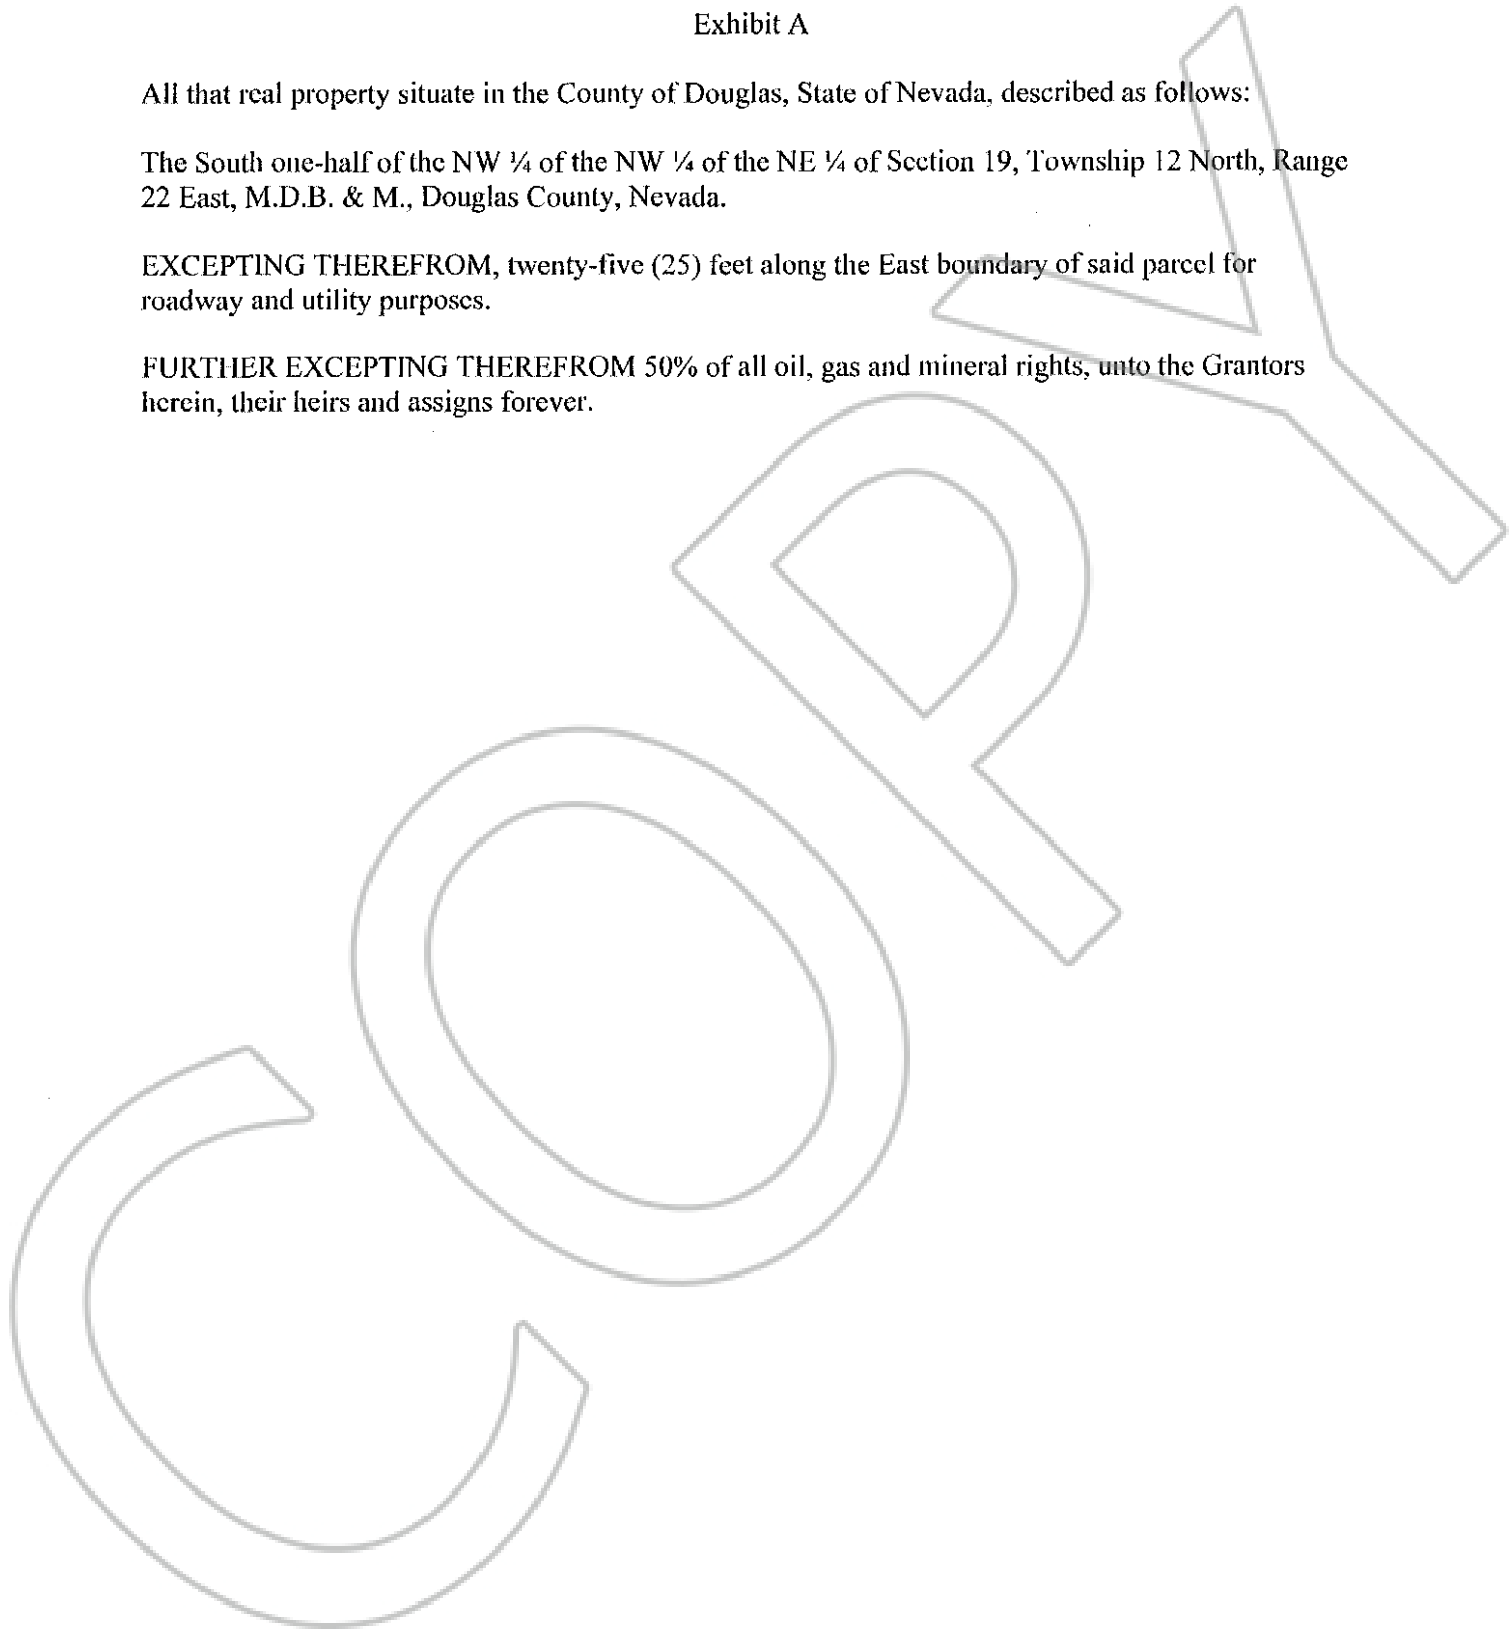 Exhibit A
All that real property situate in the County of Douglas, State of Nevada, described as follows:
The South one-half of the NW ¼ of the NW ¼ of the NE ¼ of Section 19, Township 12 North, Range
22 East, M.D.B. & M., Douglas County, Nevada.
EXCEPTING THEREFROM, twenty-five (25) feet along the East boundary of said parcel for
roadway and utility purposes.
FURTHER EXCEPTING THEREFROM 50% of all oil, gas and mineral rights, unto the Grantors
herein, their heirs and assigns forever.
COPY